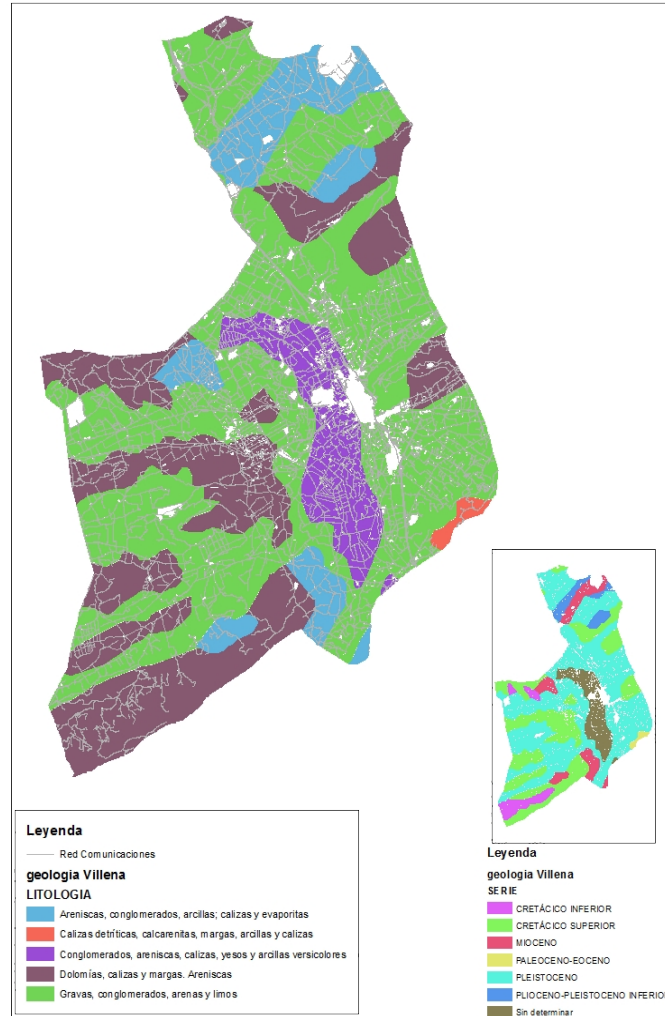 Leyenda
Red Comunicaciones
geologia Villena
LITOLOGIA
Areniscas, conglomerados, arcillas; calizas y evaporitas
Calizas detríticas, calcarenitas, margas, arcillas y calizas
Conglomerados, areniscas, calizas, yesos y arcillas versicolores
Dolomías, calizas y margas. Areniscas
Gravas, conglomerados, arenas y limos
Leyenda
geologia Villena
SERIE
CRETÁCICO INFERIOR
CRETÁCICO SUPERIOR
MIOCENO
PALEOCENO-EOCENO
PLEISTOCENO
PLIOCENO-PLEISTOCENO INFERIOR
Sin determinar